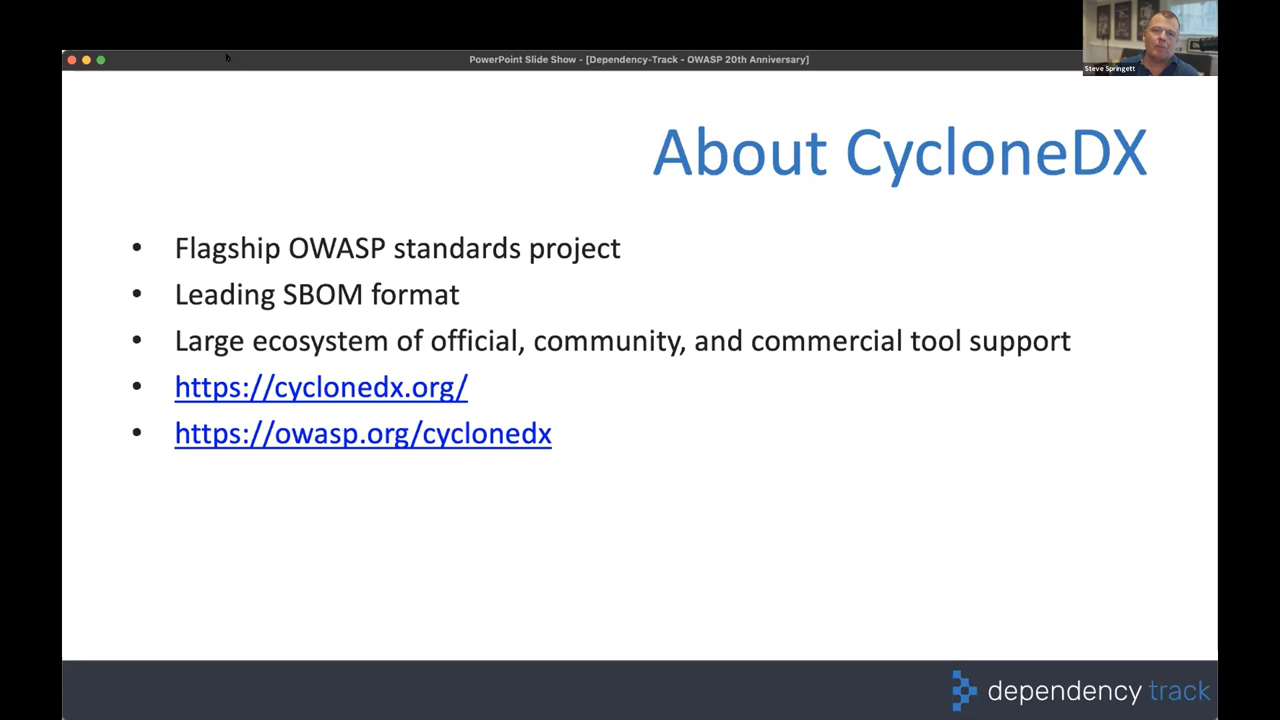 PowerPoint Slide Show - [Dependency-Track - OWASP 20th Anniversary]
Steve Springett
About CycloneDX
• Flagship OWASP standards project
• Leading SBOM format
• Large ecosystem of official, community, and commercial tool support
• https://cyclonedx.org/
• https://owasp.org/cyclonedx
dependency track